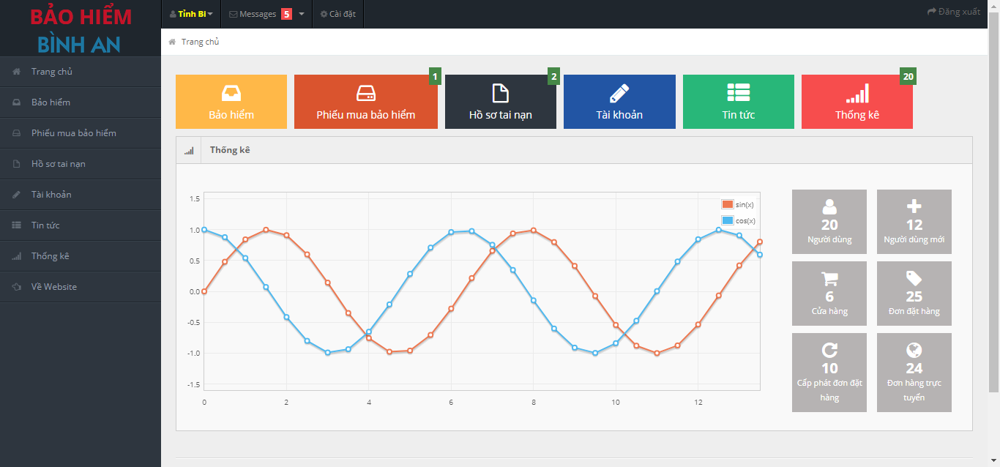 BẢO HIỂM
BÌNH AN
Tỉnh Bi
Messages 5
Cài đặt
Đăng xuất
Trang chủ
Trang chủ
Bảo hiểm
Phiếu mua bảo hiểm
Hồ sơ tai nạn
Tài khoản
Tin tức
Thống kê
Về Website
Bảo hiểm
1
Phiếu mua bảo hiểm
2
Hồ sơ tai nạn
Tài khoản
Tin tức
20
Thống kê
Thống kê
1.5
1.0
0.5
0.0
-0.5
-1.0
-1.5
0 2 4 6 8 10 12
sin(x)
cos(x)
20
Người dùng
12
Người dùng mới
6
Cửa hàng
25
Đơn đặt hàng
10
Cấp phát đơn đặt
hàng
24
Đơn hàng trực
tuyến